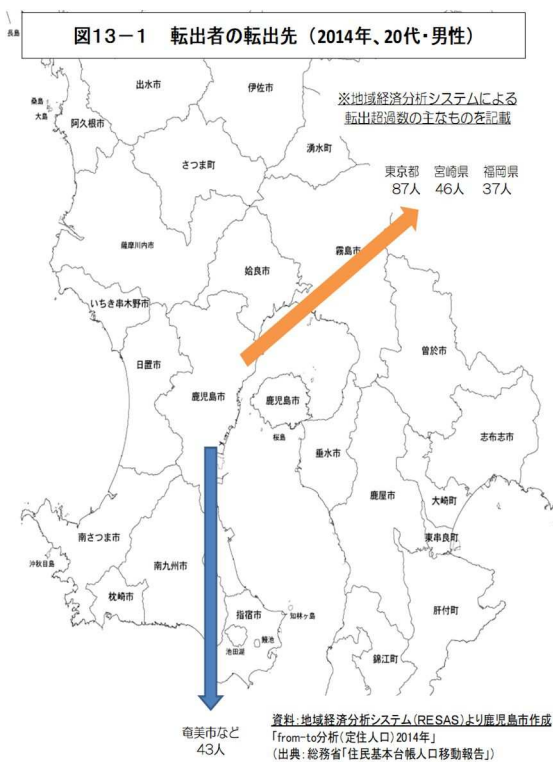 長島
図13－1　転出者の転出先（2014年、20代・男性）
出水市
伊佐市
桑島
大島
阿久根市
※地域経済分析システムによる
転出超過数の主なものを記載
湧水町
さつま町
東京都　宮崎県　福岡県
87人　46人　37人
霧島市
薩摩川内市
姶良市
いちき串木野市
日置市
曽於市
鹿児島市
鹿児島市
桜島
志布志市
垂水市
鹿屋市
大崎町
東串良町
南さつま市
沖秋目島
南九州市
枕崎市
指宿市
知林ヶ島
鰻池
池田湖
肝付町
錦江町
奄美市など
43人
資料：地域経済分析システム（RESAS）より鹿児島市作成
「from-to分析（定住人口）2014年」
（出典：総務省「住民基本台帳人口移動報告」）